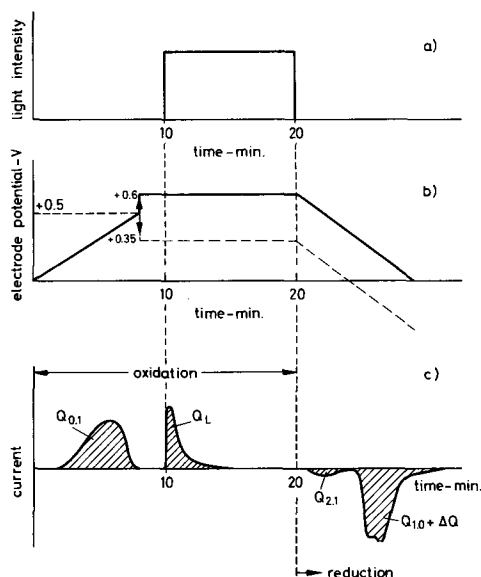 light intensity
a)
10
20
time-min.
electrode potential-V
b)
+0.5
+0.6
+0.35
10
20
time-min.
current
c)
oxidation
Q0,1
QL
10
20
time-min.
Q2,1
Q1,0 + ΔQ
reduction